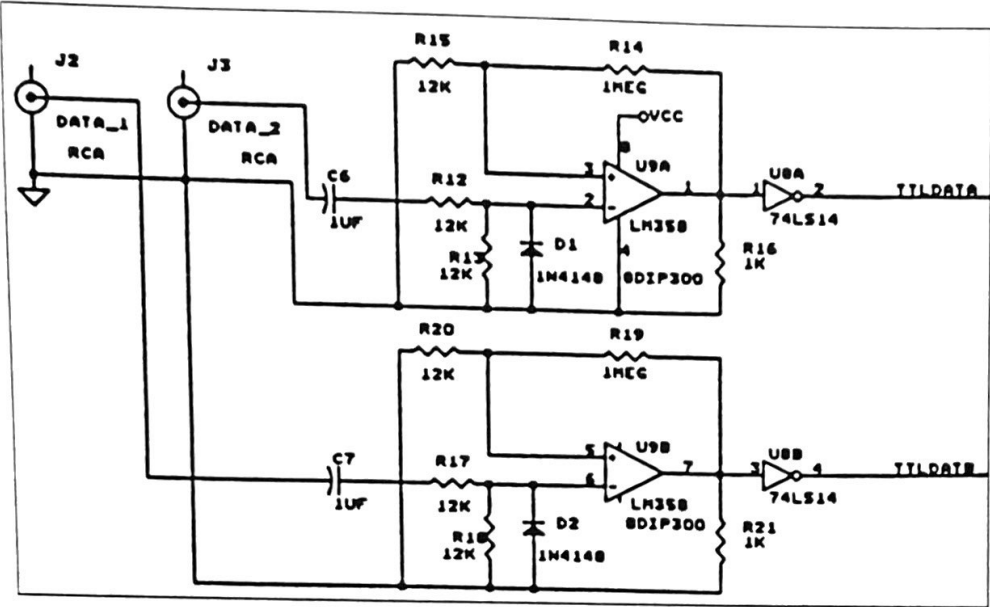 J2
J3
DATA_1
RCA
DATA_2
RCA
R15
12K
R14
1MEG
VCC
8
C6
1UF
R12
12K
3
2
U9A
1
LM358
4
8DIP300
R13
12K
D1
1N4148
R16
1K
1
U8A
2
74LS14
TTLDATA
R20
12K
R19
1MEG
C7
1UF
R17
12K
5
6
U9B
7
LM358
8DIP300
R18
12K
D2
1N4148
R21
1K
3
U8B
4
74LS14
TTLDATB